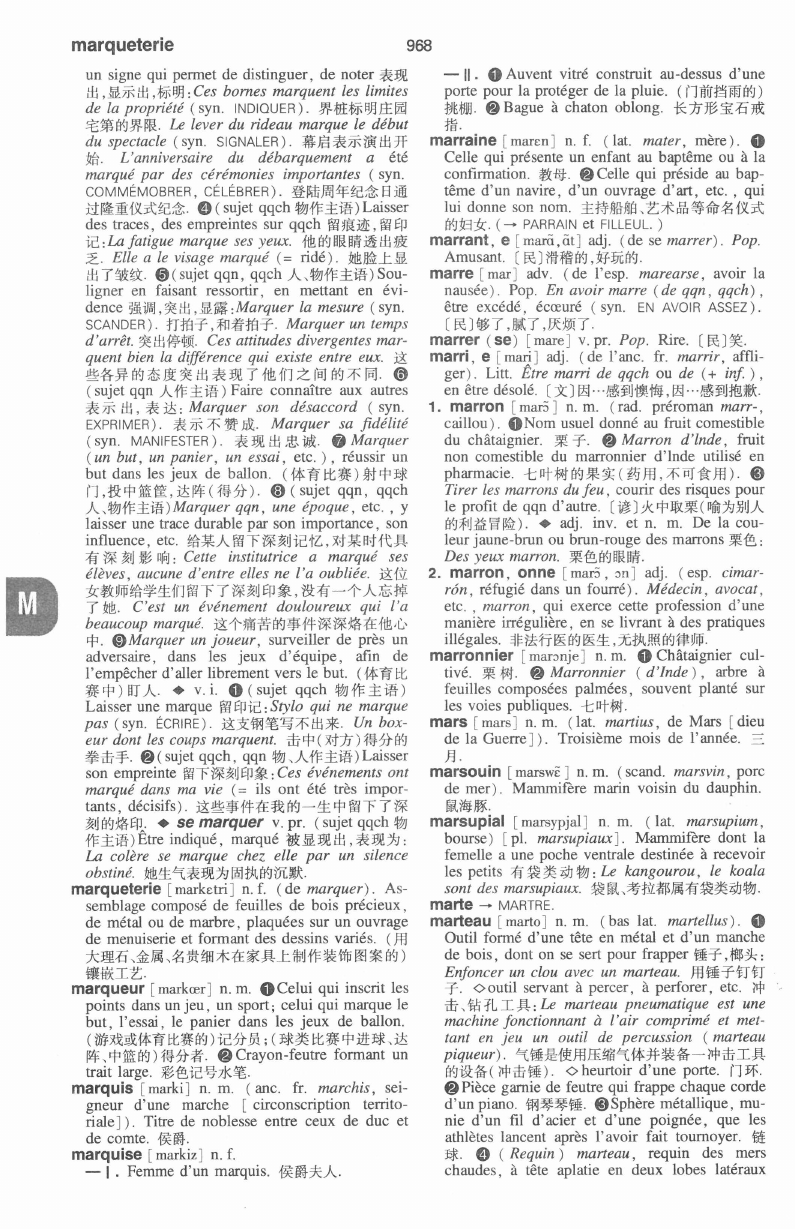 marqueterie
968
un signe qui permet de distinguer, de noter 表现
出,显示出,标明:Ces bornes marquent les limites
de la propriété ( syn. INDIQUER). 界桩标明庄园
宅第的界限. Le lever du rideau marque le début
du spectacle ( syn. SIGNALER). 幕启表示演出开
始. L'anniversaire du débarquement a été
marqué par des cérémonies importantes ( syn.
COMMÉMOBRER, CÉLÉBRER). 登陆周年纪念日通
过隆重仪式纪念. ❹ ( sujet qqch 物作主语) Laisser
des traces, des empreintes sur qqch 留痕迹,留印
记:La fatigue marque ses yeux. 他的眼睛透出疲
乏. Elle a le visage marqué (= ridé). 她脸上显
出了皱纹. ❺(sujet qqn, qqch 人、物作主语) Sou-
ligner en faisant ressortir, en mettant en évi-
dence 强调,突出,显露:Marquer la mesure ( syn.
SCANDER). 打拍子,和着拍子. Marquer un temps
d'arrêt. 突出停顿. Ces attitudes divergentes mar-
quent bien la différence qui existe entre eux. 这
些各异的态度突出表现了他们之间的不同. ❻
( sujet qqn 人作主语) Faire connaître aux autres
表示出, 表达: Marquer son désaccord ( syn.
EXPRIMER). 表示不赞成. Marquer sa fidélité
( syn. MANIFESTER). 表现出忠诚. ❼ Marquer
(un but, un panier, un essai, etc. ), réussir un
but dans les jeux de ballon. (体育比赛)射中球
门,投中篮筐,达阵(得分). ❽ ( sujet qqn, qqch
人、物作主语) Marquer qqn, une époque, etc. , y
laisser une trace durable par son importance, son
influence, etc. 给某人留下深刻记忆,对某时代具
有深刻影响: Cette institutrice a marqué ses
élèves, aucune d'entre elles ne l'a oubliée. 这位
女教师给学生们留下了深刻印象,没有一个人忘掉
了她. C'est un événement douloureux qui l'a
beaucoup marqué. 这个痛苦的事件深深烙在他心
中. ❾ Marquer un joueur, surveiller de près un
adversaire, dans les jeux d'équipe, afin de
l'empêcher d'aller librement vers le but. (体育比
赛中)盯人. ◆ v. i. ❶ ( sujet qqch 物作主语)
Laisser une marque 留印记:Stylo qui ne marque
pas (syn. ÉCRIRE). 这支钢笔写不出来. Un box-
eur dont les coups marquent. 击中(对方)得分的
拳击手. ❷(sujet qqch, qqn 物、人作主语) Laisser
son empreinte 留下深刻印象:Ces événements ont
marqué dans ma vie (= ils ont été très impor-
tants, décisifs). 这些事件在我的一生中留下了深
刻的烙印. ◆ se marquer v. pr. ( sujet qqch 物
作主语) Être indiqué, marqué 被显现出,表现为:
La colère se marque chez elle par un silence
obstiné. 她生气表现为固执的沉默.
marqueterie [marketri] n. f. (de marquer). As-
semblage composé de feuilles de bois précieux,
de métal ou de marbre, plaquées sur un ouvrage
de menuiserie et formant des dessins variés. (用
大理石、金属、名贵细木在家具上制作装饰图案的)
镶嵌工艺.
marqueur [markœr] n. m. ❶Celui qui inscrit les
points dans un jeu, un sport; celui qui marque le
but, l'essai, le panier dans les jeux de ballon.
(游戏或体育比赛的)记分员;(球类比赛中进球、达
阵、中篮的)得分者. ❷ Crayon-feutre formant un
trait large. 彩色记号水笔.
marquis [marki] n. m. ( anc. fr. marchis, sei-
gneur d'une marche [ circonscription territo-
riale]). Titre de noblesse entre ceux de duc et
de comte. 侯爵.
marquise [markiz] n. f.
— Ⅰ. Femme d'un marquis. 侯爵夫人.
— Ⅱ. ❶ Auvent vitré construit au-dessus d'une
porte pour la protéger de la pluie. (门前挡雨的)
挑棚. ❷ Bague à chaton oblong. 长方形宝石戒
指.
marraine [marɛn] n. f. ( lat. mater, mère). ❶
Celle qui présente un enfant au baptême ou à la
confirmation. 教母. ❷ Celle qui préside au bap-
tême d'un navire, d'un ouvrage d'art, etc. , qui
lui donne son nom. 主持船舶、艺术品等命名仪式
的妇女. (→ PARRAIN et FILLEUL. )
marrant, e [marɑ̃, ɑ̃t] adj. ( de se marrer). Pop.
Amusant. 〔民〕滑稽的,好玩的.
marre [mar] adv. (de l'esp. marearse, avoir la
nausée). Pop. En avoir marre ( de qqn, qqch) ,
être excédé, écœuré ( syn. EN AVOIR ASSEZ).
〔民〕够了,腻了,厌烦了.
marrer (se) [mare] v. pr. Pop. Rire. 〔民〕笑.
marri, e [mari] adj. ( de l'anc. fr. marrir, affli-
ger). Litt. Être marri de qqch ou de (+ inf. ),
en être désolé. 〔文〕因…感到懊悔,因…感到抱歉.
1. marron [marɔ̃] n. m. (rad. préroman marr-,
caillou). ❶Nom usuel donné au fruit comestible
du châtaignier. 栗子. ❷ Marron d'Inde, fruit
non comestible du marronnier d'Inde utilisé en
pharmacie. 七叶树的果实(药用,不可食用). ❸
Tirer les marrons du feu, courir des risques pour
le profit de qqn d'autre. 〔谚〕火中取栗(喻为别人
的利益冒险). ◆ adj. inv. et n. m. De la cou-
leur jaune-brun ou brun-rouge des marrons 栗色:
Des yeux marron. 栗色的眼睛.
2. marron, onne [marɔ̃, ɔn] adj. ( esp. cimar-
rón, réfugié dans un fourré). Médecin, avocat,
etc. , marron, qui exerce cette profession d'une
manière irrégulière, en se livrant à des pratiques
illégales. 非法行医的医生,无执照的律师.
marronnier [marɔnje] n. m. ❶ Châtaignier cul-
tivé. 栗树. ❷ Marronnier ( d'Inde), arbre à
feuilles composées palmées, souvent planté sur
les voies publiques. 七叶树.
mars [mars] n. m. (lat. martius, de Mars [dieu
de la Guerre]). Troisième mois de l'année. 三
月.
marsouin [marswɛ̃] n. m. (scand. marsvin, porc
de mer). Mammifère marin voisin du dauphin.
鼠海豚.
marsupial [marsypjal] n. m. ( lat. marsupium,
bourse) [ pl. marsupiaux]. Mammifère dont la
femelle a une poche ventrale destinée à recevoir
les petits 有袋类动物: Le kangourou, le koala
sont des marsupiaux. 袋鼠、考拉都属有袋类动物.
marte → MARTRE.
marteau [marto] n. m. (bas lat. martellus). ❶
Outil formé d'une tête en métal et d'un manche
de bois, dont on se sert pour frapper 锤子,榔头:
Enfoncer un clou avec un marteau. 用锤子钉钉
子. ◇outil servant à percer, à perforer, etc. 冲
击、钻孔工具:Le marteau pneumatique est une
machine fonctionnant à l'air comprimé et met-
tant en jeu un outil de percussion ( marteau
piqueur). 气锤是使用压缩气体并装备一冲击工具
的设备(冲击锤). ◇ heurtoir d'une porte. 门环.
❷ Pièce garnie de feutre qui frappe chaque corde
d'un piano. 钢琴琴锤. ❸Sphère métallique, mu-
nie d'un fil d'acier et d'une poignée, que les
athlètes lancent après l'avoir fait tournoyer. 链
球. ❹ ( Requin ) marteau, requin des mers
chaudes, à tête aplatie en deux lobes latéraux
M